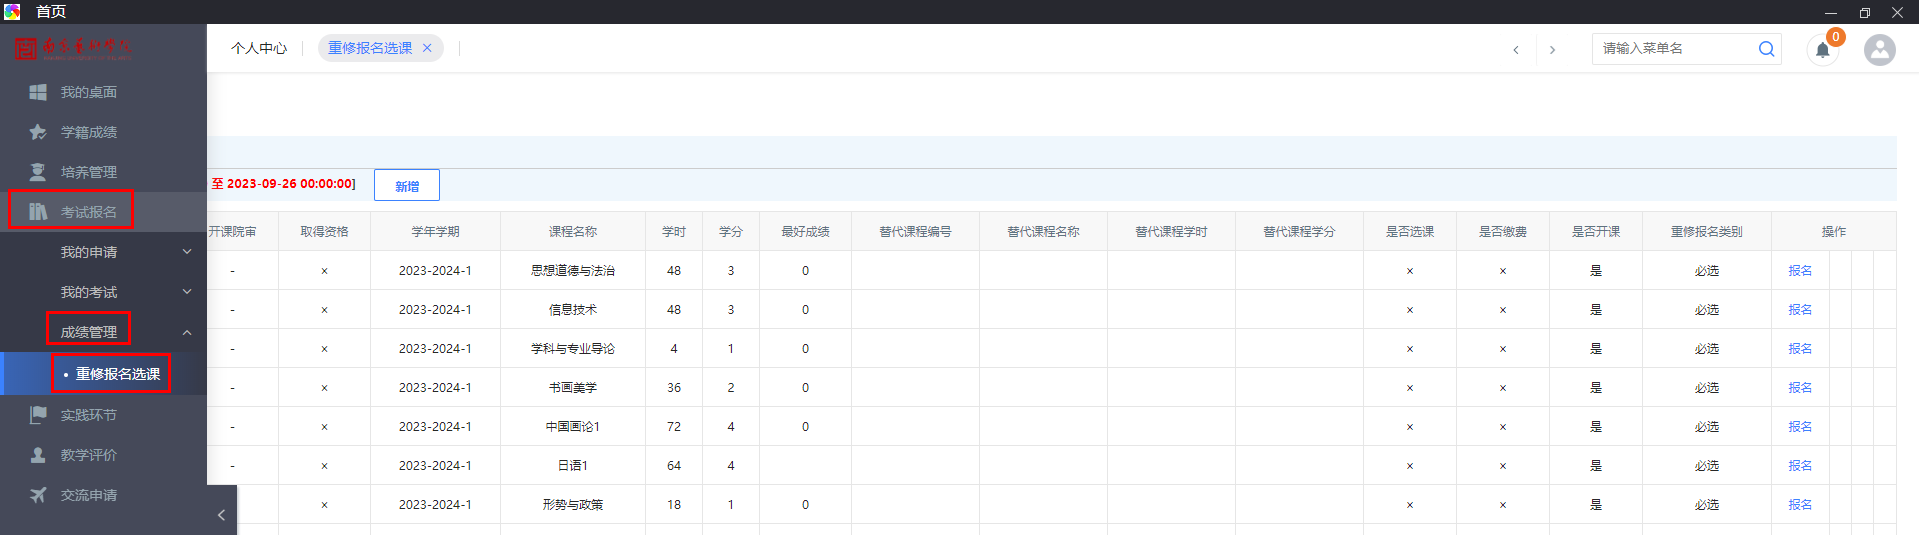 首页
个人中心
重修报名选课 ×
请输入菜单名
0
我的桌面
学籍成绩
培养管理
考试报名
我的申请
我的考试
成绩管理
• 重修报名选课
实践环节
教学评价
交流申请
至 2023-09-26 00:00:00]
新增
开课院审 取得资格 学年学期 课程名称 学时 学分 最好成绩 替代课程编号 替代课程名称 替代课程学时 替代课程学分 是否选课 是否缴费 是否开课 重修报名类别 操作
- × 2023-2024-1 思想道德与法治 48 3 0 × × 是 必选 报名
- × 2023-2024-1 信息技术 48 3 0 × × 是 必选 报名
- × 2023-2024-1 学科与专业导论 4 1 0 × × 是 必选 报名
- × 2023-2024-1 书画美学 36 2 0 × × 是 必选 报名
- × 2023-2024-1 中国画论1 72 4 0 × × 是 必选 报名
- × 2023-2024-1 日语1 64 4 × × 是 必选 报名
× 2023-2024-1 形势与政策 18 1 0 × × 是 必选 报名